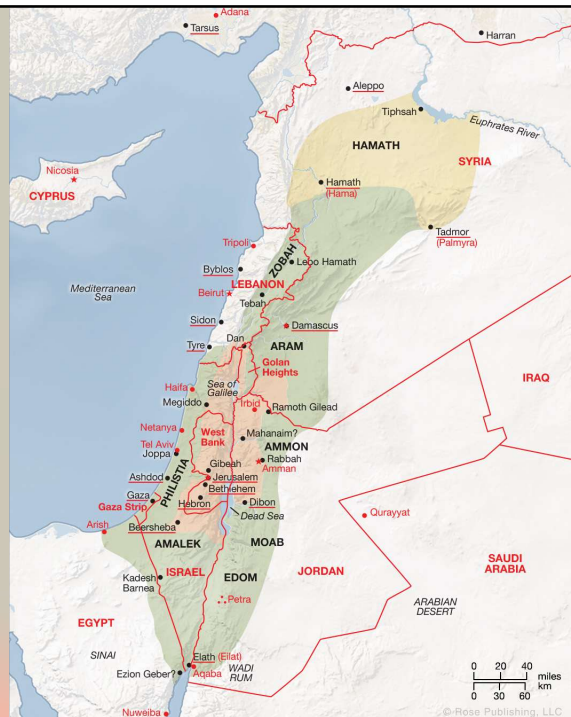 Adana
Tarsus
Harran
Aleppo
Tiphsah
Euphrates River
HAMATH
SYRIA
Nicosia
CYPRUS
Hamath
(Hama)
Tadmor
(Palmyra)
Tripoli
ZOBAH
Lebo Hamath
Byblos
LEBANON
Mediterranean
Sea
Beirut
Tebah
Sidon
Damascus
Tyre
Dan
ARAM
Golan
Heights
IRAQ
Haifa
Sea of
Galilee
Megiddo
Irbid
Ramoth Gilead
Netanya
West
Bank
Mahanaim?
Tel Aviv
Joppa
AMMON
Gibeah
Rabbah
Amman
Ashdod
PHILISTIA
Jerusalem
Bethlehem
Gaza
Gaza Strip
Hebron
Dibon
Dead Sea
Qurayyat
Arish
Beersheba
AMALEK
MOAB
SAUDI
ARABIA
ISRAEL
EDOM
JORDAN
Kadesh
Barnea
Petra
ARABIAN
DESERT
EGYPT
SINAI
Elath (Eilat)
WADI
RUM
Aqaba
Ezion Geber?
Nuweiba
0 20 40
miles
km
0 30 60
© Rose Publishing, LLC